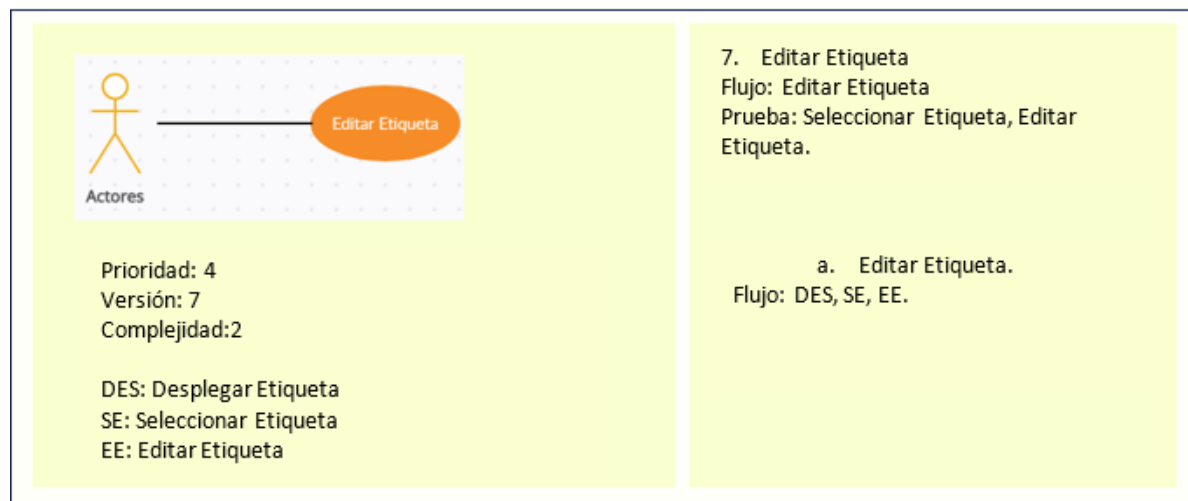 Editar Etiqueta
Actores
Prioridad: 4
Versión: 7
Complejidad:2
DES: Desplegar Etiqueta
SE: Seleccionar Etiqueta
EE: Editar Etiqueta
7. Editar Etiqueta
Flujo: Editar Etiqueta
Prueba: Seleccionar Etiqueta, Editar
Etiqueta.
a. Editar Etiqueta.
Flujo: DES, SE, EE.